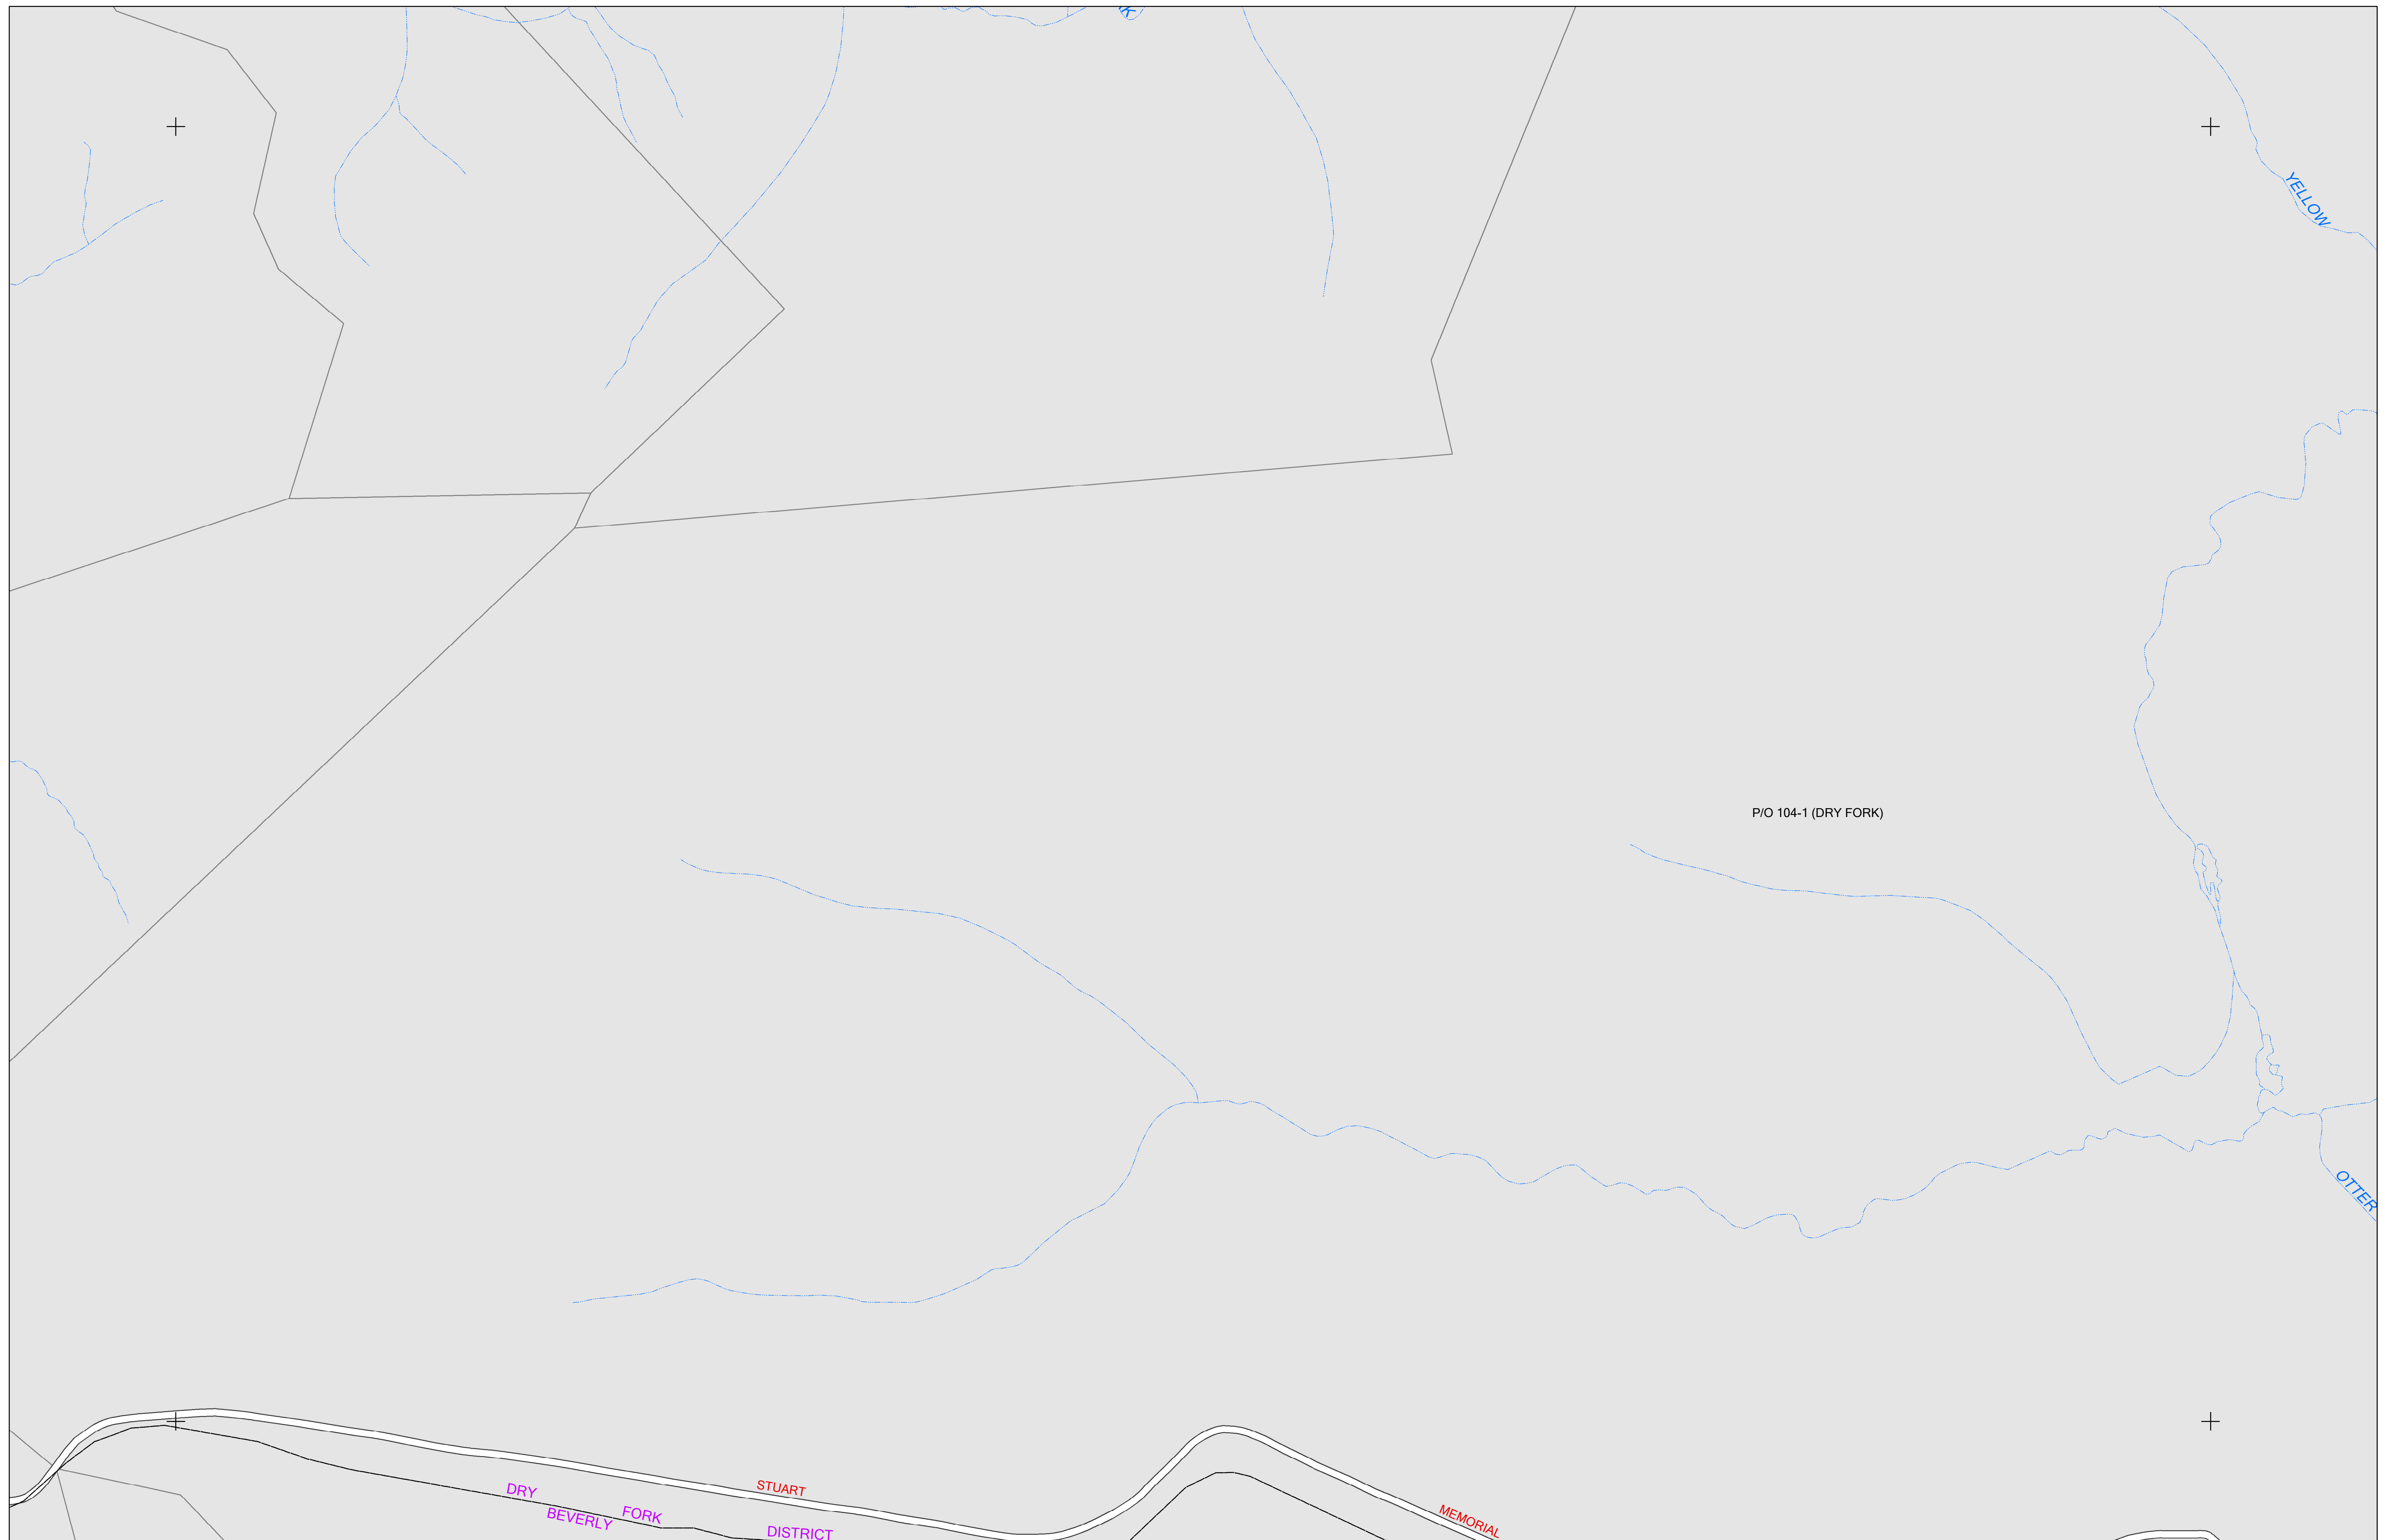 K
YELLOW
P/O 104-1 (DRY FORK)
OTTER
STUART
MEMORIAL
DRY FORK
BEVERLY DISTRICT